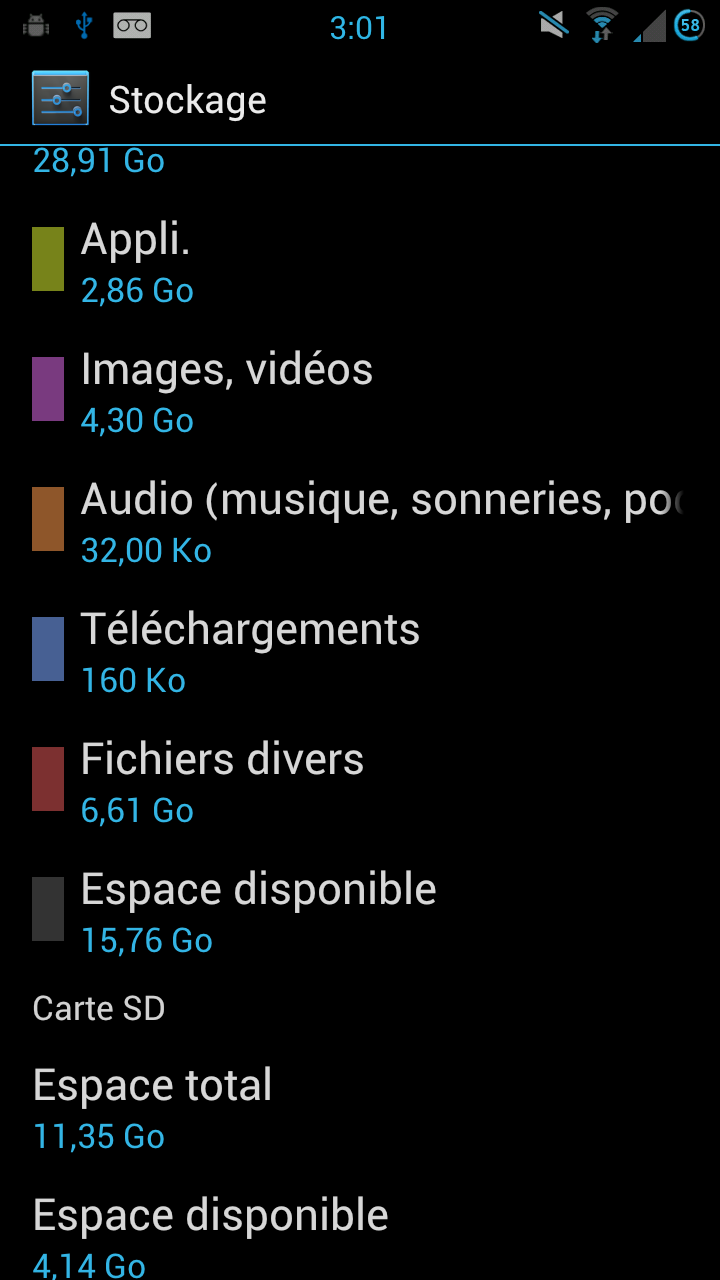 3:01
58
Stockage
28,91 Go
Appli.
2,86 Go
Images, vidéos
4,30 Go
Audio (musique, sonneries, po
32,00 Ko
Téléchargements
160 Ko
Fichiers divers
6,61 Go
Espace disponible
15,76 Go
Carte SD
Espace total
11,35 Go
Espace disponible
4,14 Go